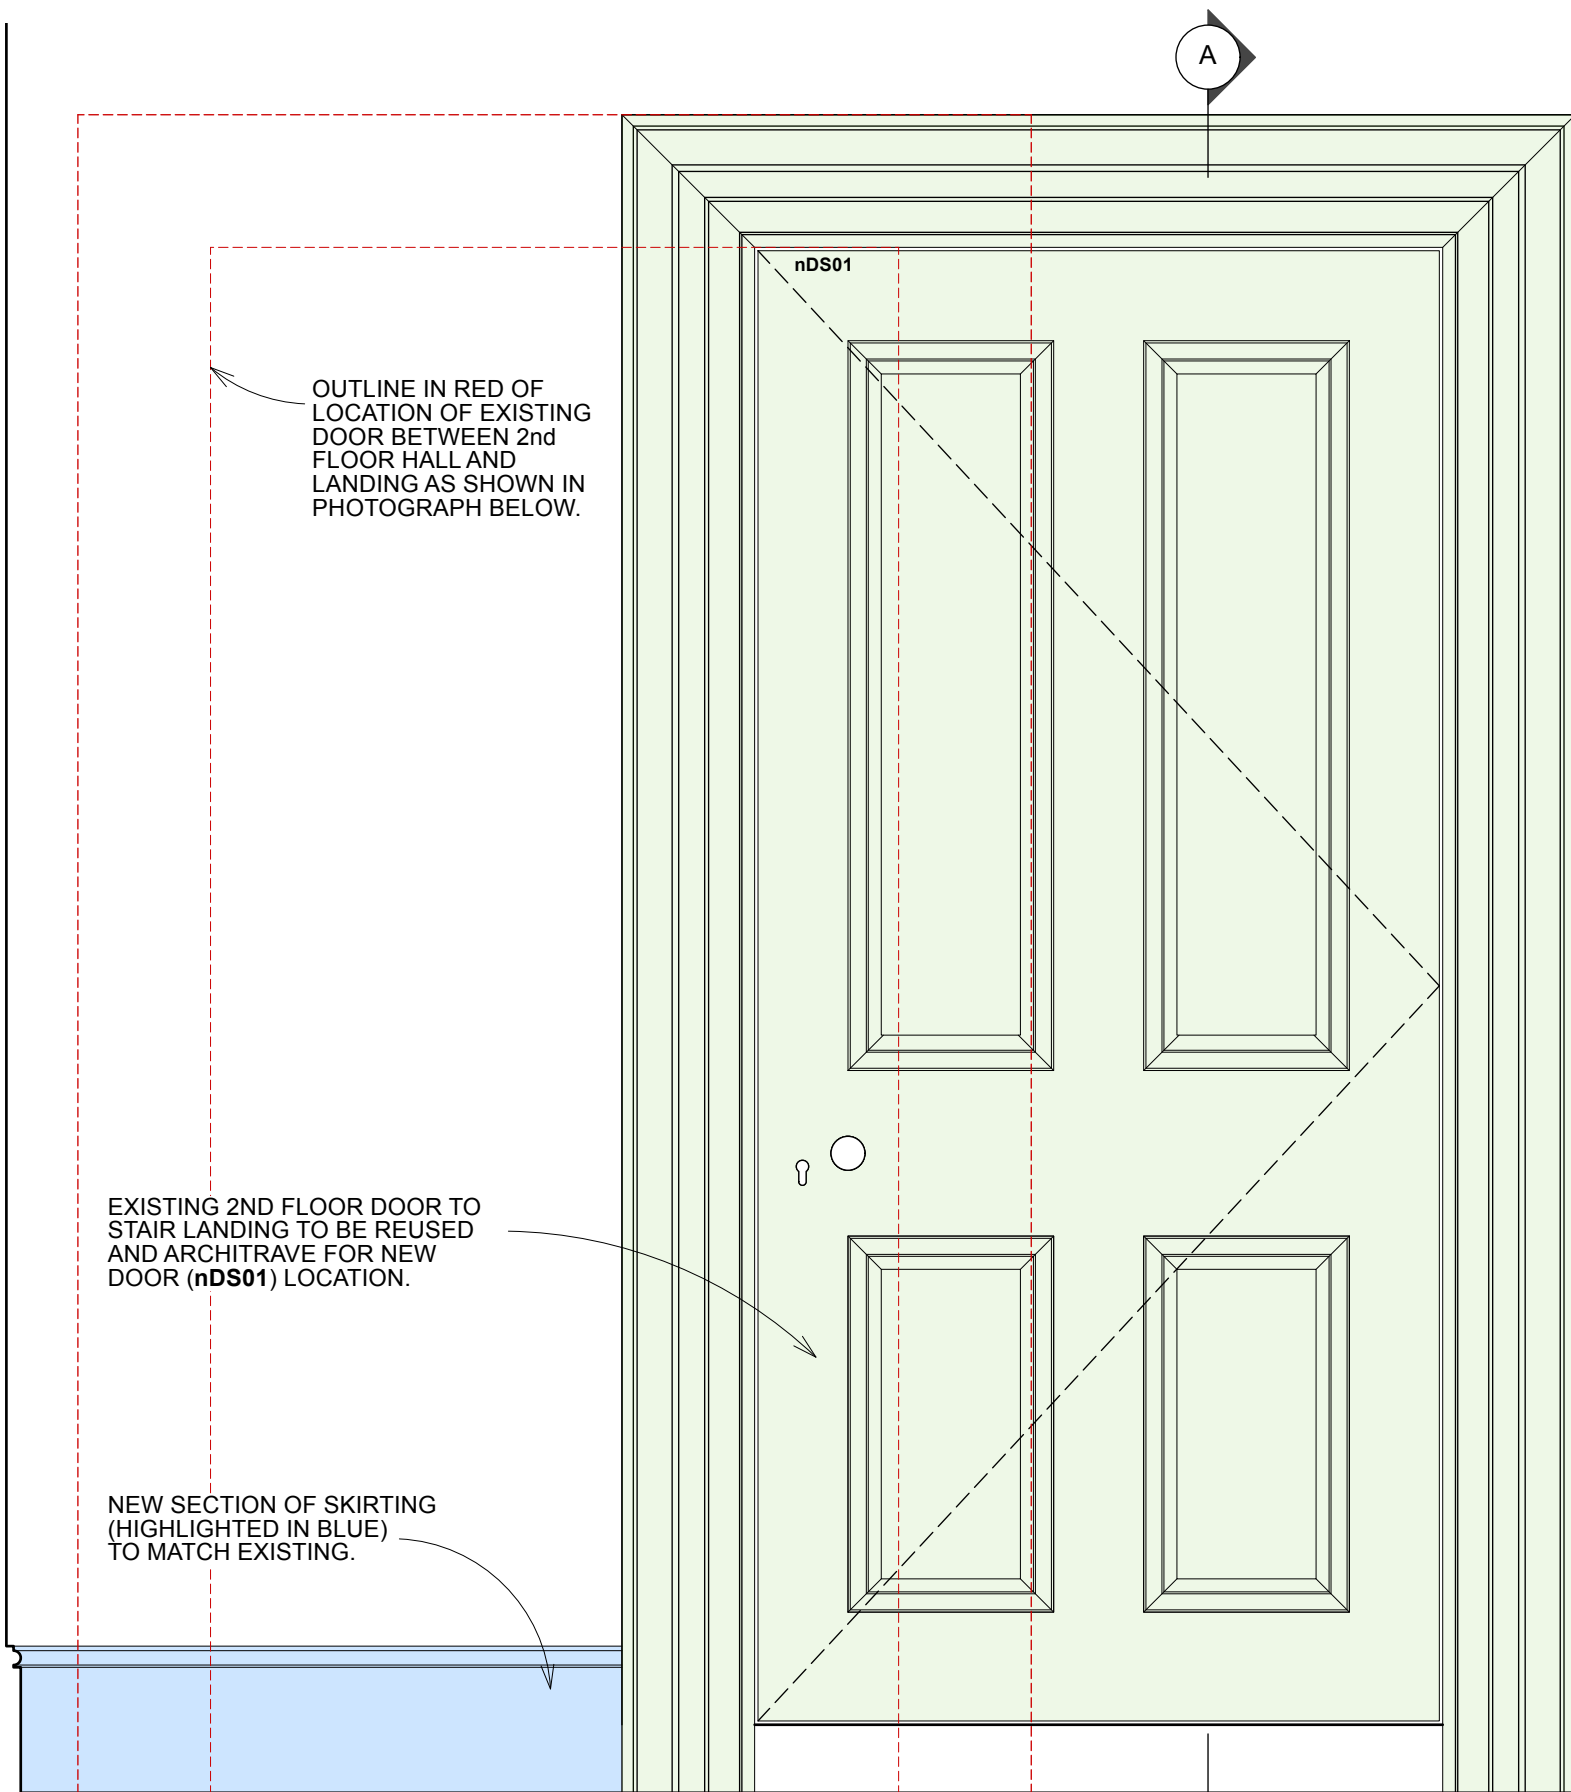 A
nDS01
OUTLINE IN RED OF
LOCATION OF EXISTING
DOOR BETWEEN 2nd
FLOOR HALL AND
LANDING AS SHOWN IN
PHOTOGRAPH BELOW.
EXISTING 2ND FLOOR DOOR TO
STAIR LANDING TO BE REUSED
AND ARCHITRAVE FOR NEW
DOOR (nDS01) LOCATION.
NEW SECTION OF SKIRTING
(HIGHLIGHTED IN BLUE)
TO MATCH EXISTING.